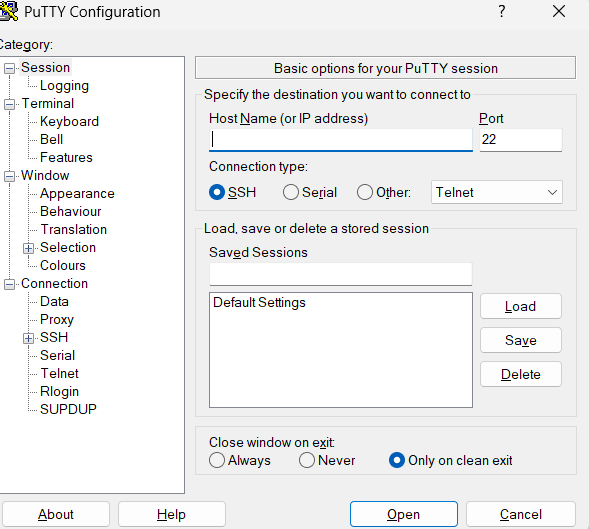 PuTTY Configuration
?
Category:
Session
Logging
Terminal
Keyboard
Bell
Features
Window
Appearance
Behaviour
Translation
Selection
Colours
Connection
Data
Proxy
SSH
Serial
Telnet
Rlogin
SUPDUP
Basic options for your PuTTY session
Specify the destination you want to connect to
Host Name (or IP address) Port
22
Connection type:
SSH Serial Other: Telnet
Load, save or delete a stored session
Saved Sessions
Default Settings
Load
Save
Delete
Close window on exit:
Always Never Only on clean exit
About Help Open Cancel